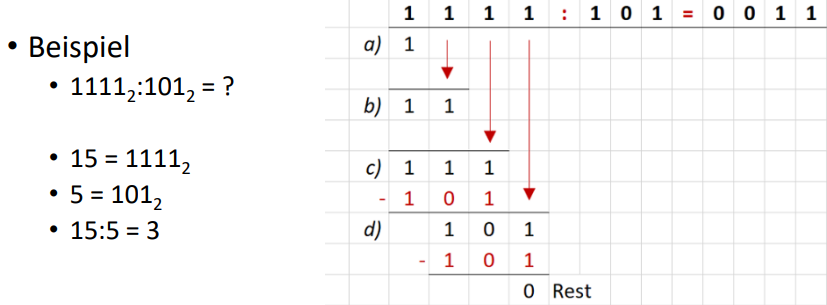 • Beispiel
• 1111₂:101₂ = ?
• 15 = 1111₂
• 5 = 101₂
• 15:5 = 3
1 1 1 1 : 1 0 1 = 0 0 1 1
a) 1
b) 1 1
c) 1 1 1
- 1 0 1
d) 1 0 1
- 1 0 1
0 Rest